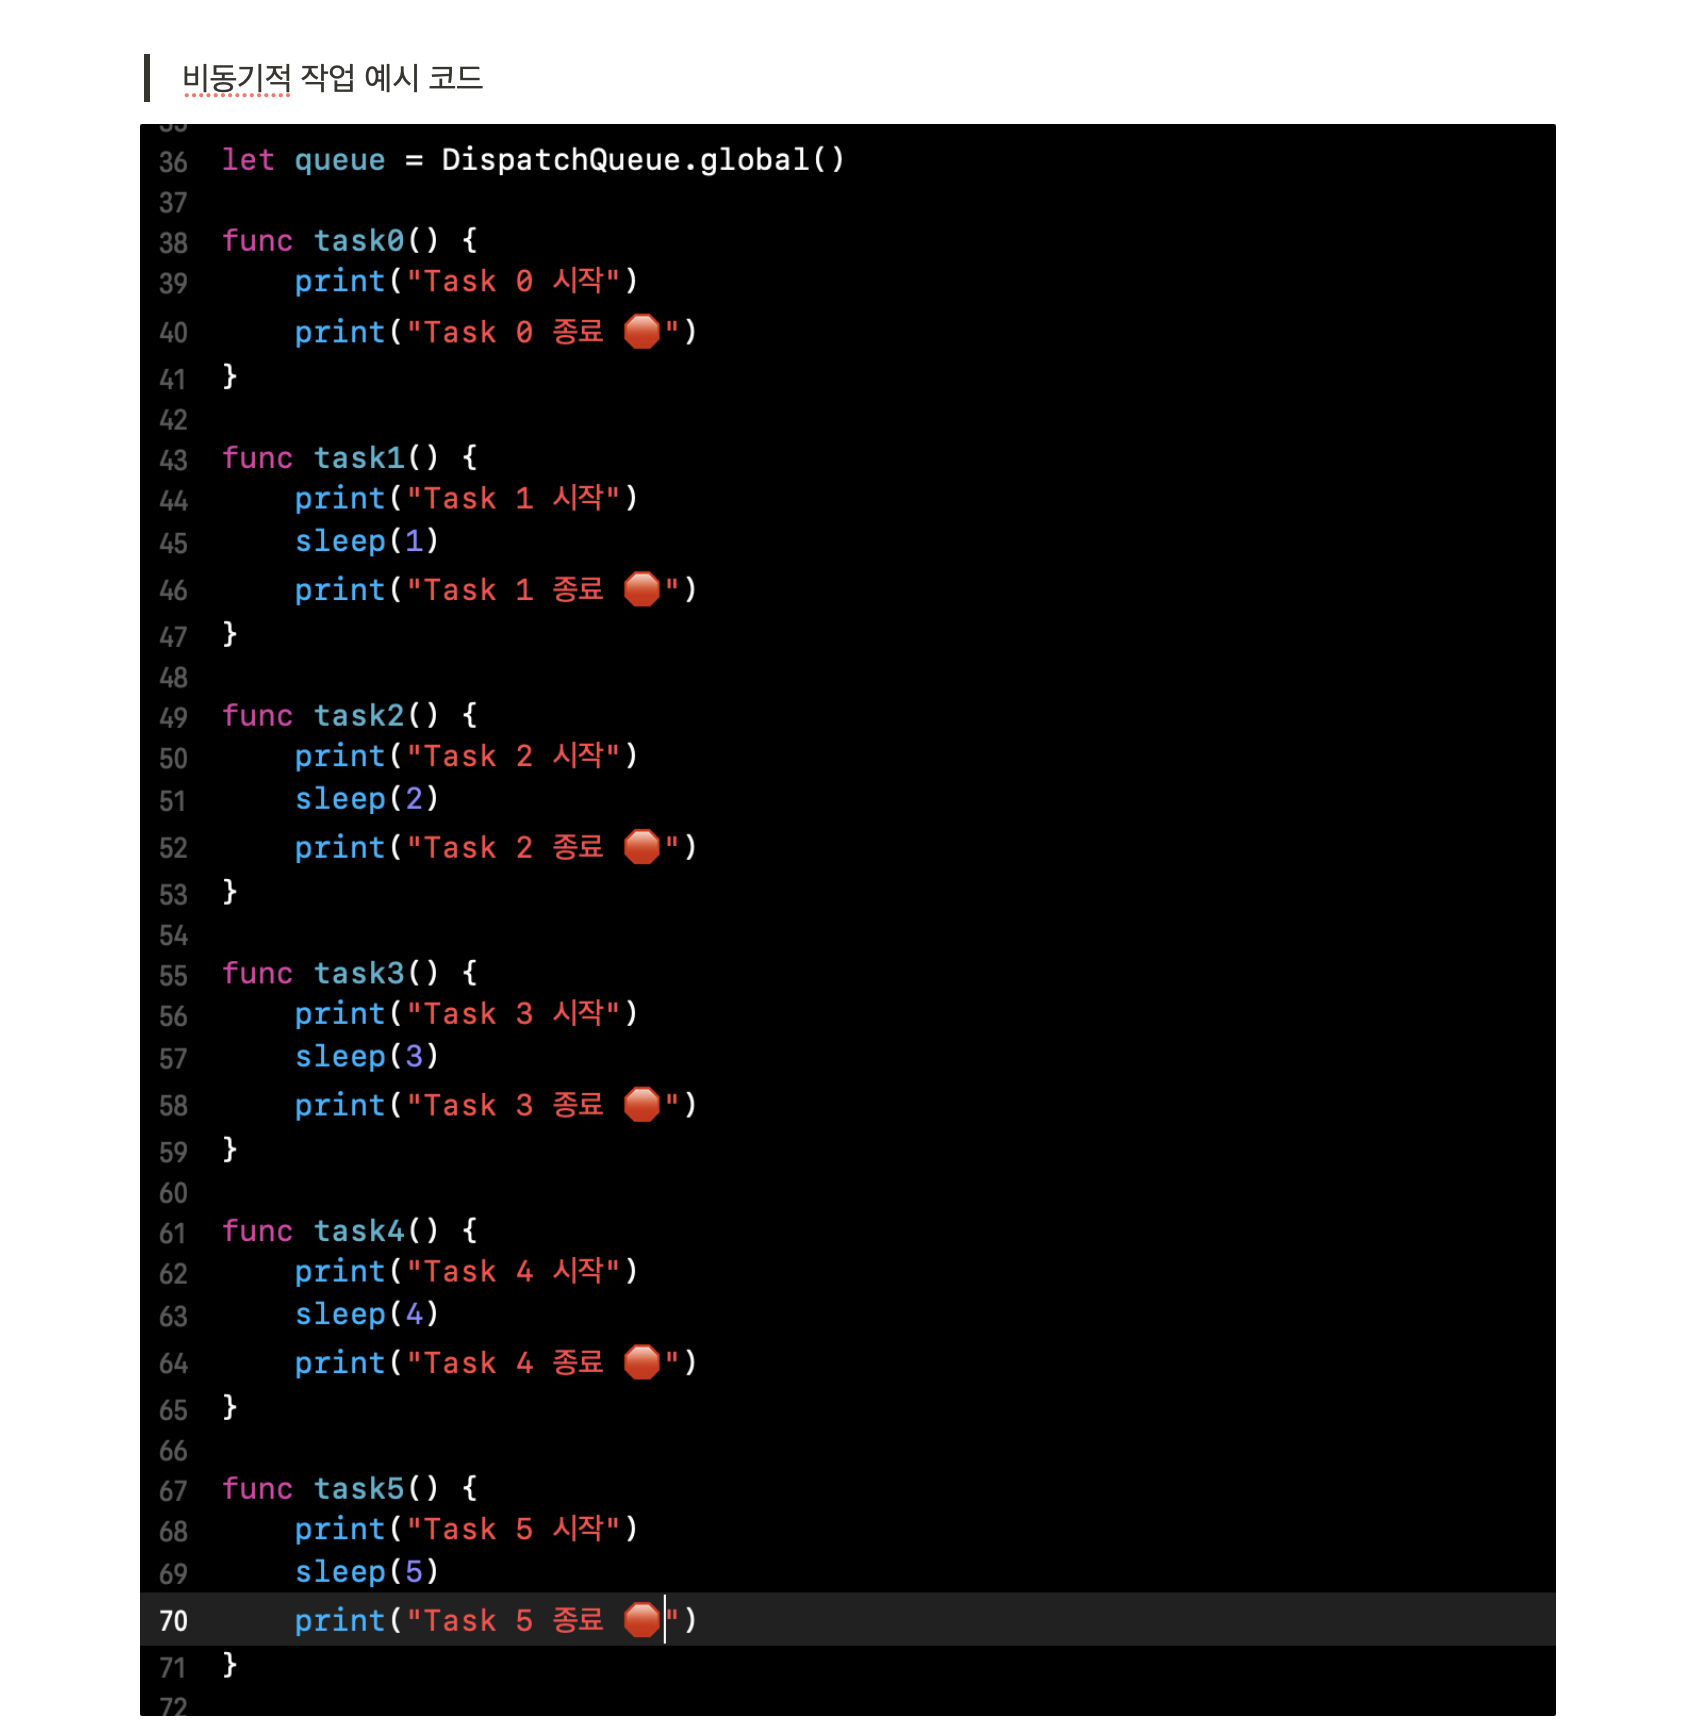 비동기적 작업 예시 코드
35
36 let queue = DispatchQueue.global()
37
38 func task0() {
39     print("Task 0 시작")
40     print("Task 0 종료 🛑")
41 }
42
43 func task1() {
44     print("Task 1 시작")
45     sleep(1)
46     print("Task 1 종료 🛑")
47 }
48
49 func task2() {
50     print("Task 2 시작")
51     sleep(2)
52     print("Task 2 종료 🛑")
53 }
54
55 func task3() {
56     print("Task 3 시작")
57     sleep(3)
58     print("Task 3 종료 🛑")
59 }
60
61 func task4() {
62     print("Task 4 시작")
63     sleep(4)
64     print("Task 4 종료 🛑")
65 }
66
67 func task5() {
68     print("Task 5 시작")
69     sleep(5)
70     print("Task 5 종료 🛑")
71 }
72